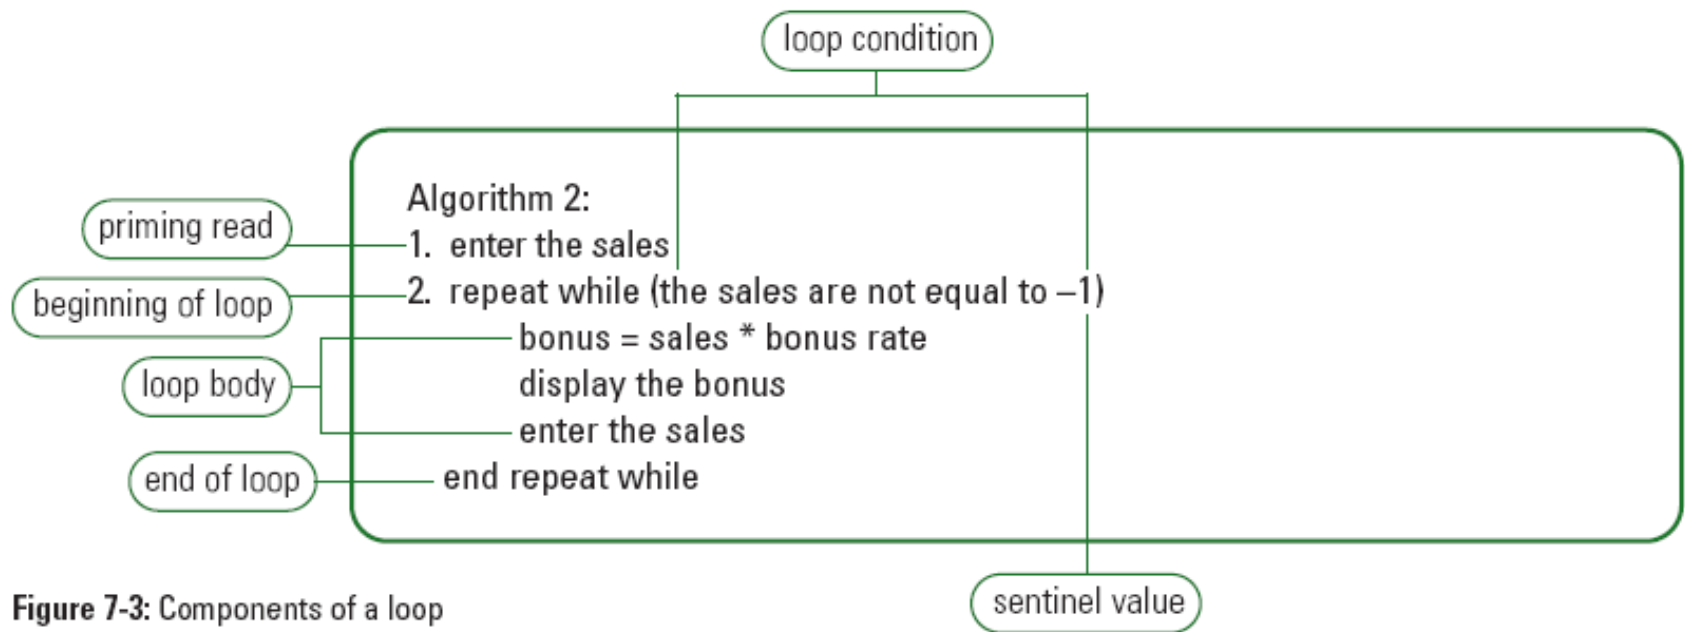 loop condition
Algorithm 2:
priming read
1. enter the sales
beginning of loop
2. repeat while (the sales are not equal to –1)
bonus = sales * bonus rate
loop body
display the bonus
enter the sales
end of loop
end repeat while
sentinel value
Figure 7-3: Components of a loop